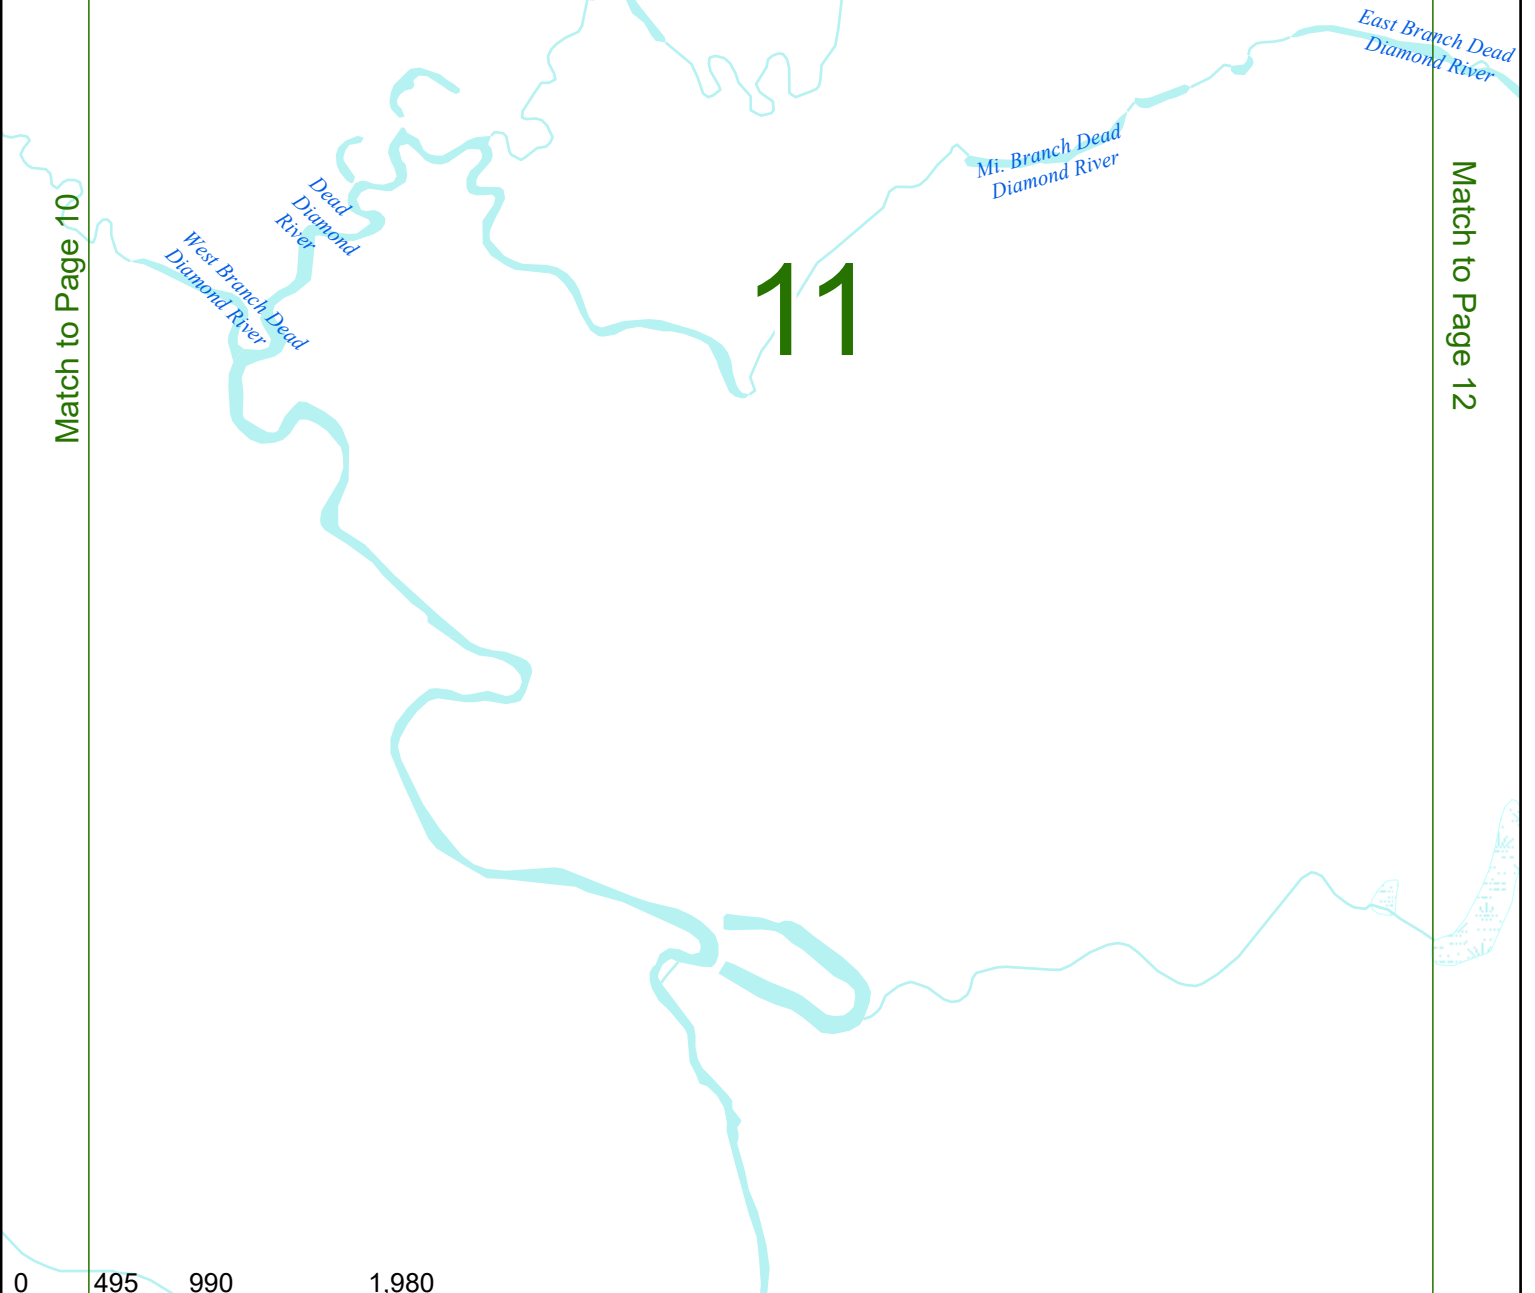 East Branch Dead
Diamond River
Mi. Branch Dead
Diamond River
Dead
Diamond
River
West Branch Dead
Diamond River
Match to Page 10
11
Match to Page 12
0 495 990 1,980